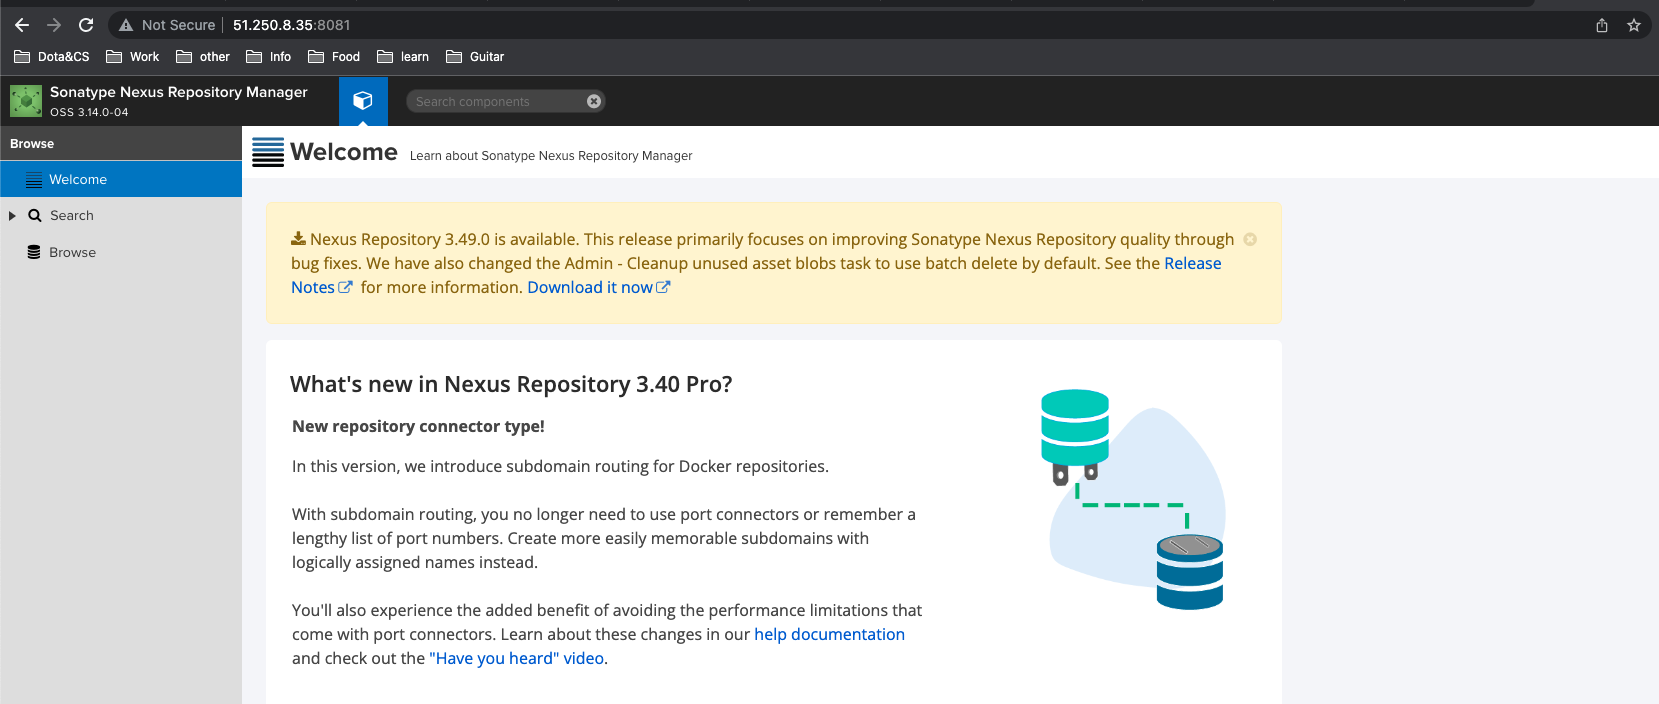 Not Secure 51.250.8.35:8081
Dota&CS Work other Info Food learn Guitar
Sonatype Nexus Repository Manager
OSS 3.14.0-04
Search components
Browse
Welcome
Search
Browse
Welcome Learn about Sonatype Nexus Repository Manager
Nexus Repository 3.49.0 is available. This release primarily focuses on improving Sonatype Nexus Repository quality through
bug fixes. We have also changed the Admin - Cleanup unused asset blobs task to use batch delete by default. See the Release
Notes for more information. Download it now
What's new in Nexus Repository 3.40 Pro?
New repository connector type!
In this version, we introduce subdomain routing for Docker repositories.
With subdomain routing, you no longer need to use port connectors or remember a
lengthy list of port numbers. Create more easily memorable subdomains with
logically assigned names instead.
You'll also experience the added benefit of avoiding the performance limitations that
come with port connectors. Learn about these changes in our help documentation
and check out the "Have you heard" video.